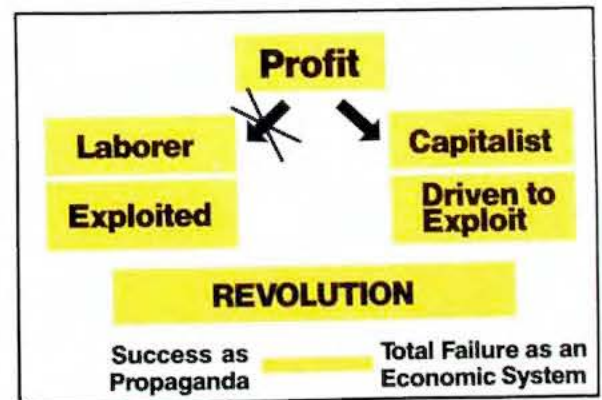 Profit
Laborer
Capitalist
Exploited
Driven to
Exploit
REVOLUTION
Success as
Propaganda
Total Failure as an
Economic System